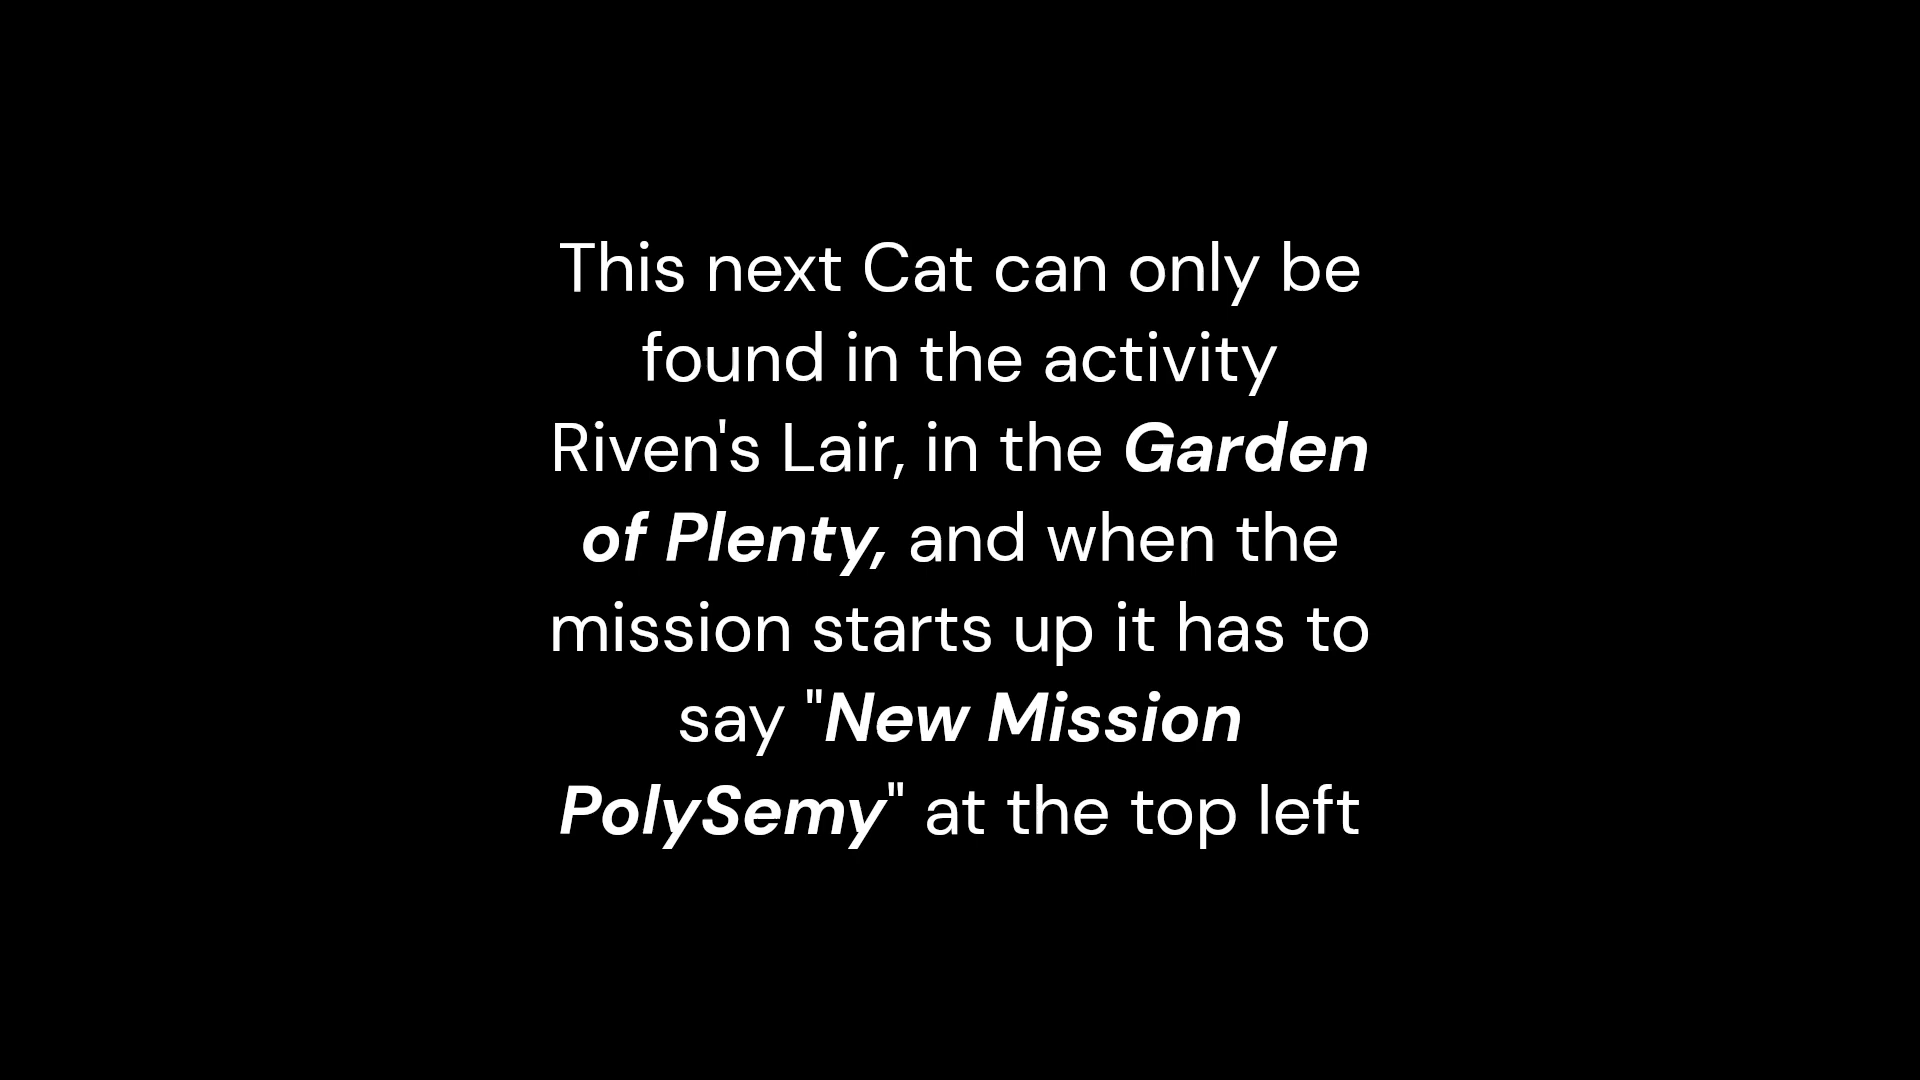 This next Cat can only be
found in the activity
Riven's Lair, in the Garden
of Plenty, and when the
mission starts up it has to
say "New Mission
PolySemy" at the top left